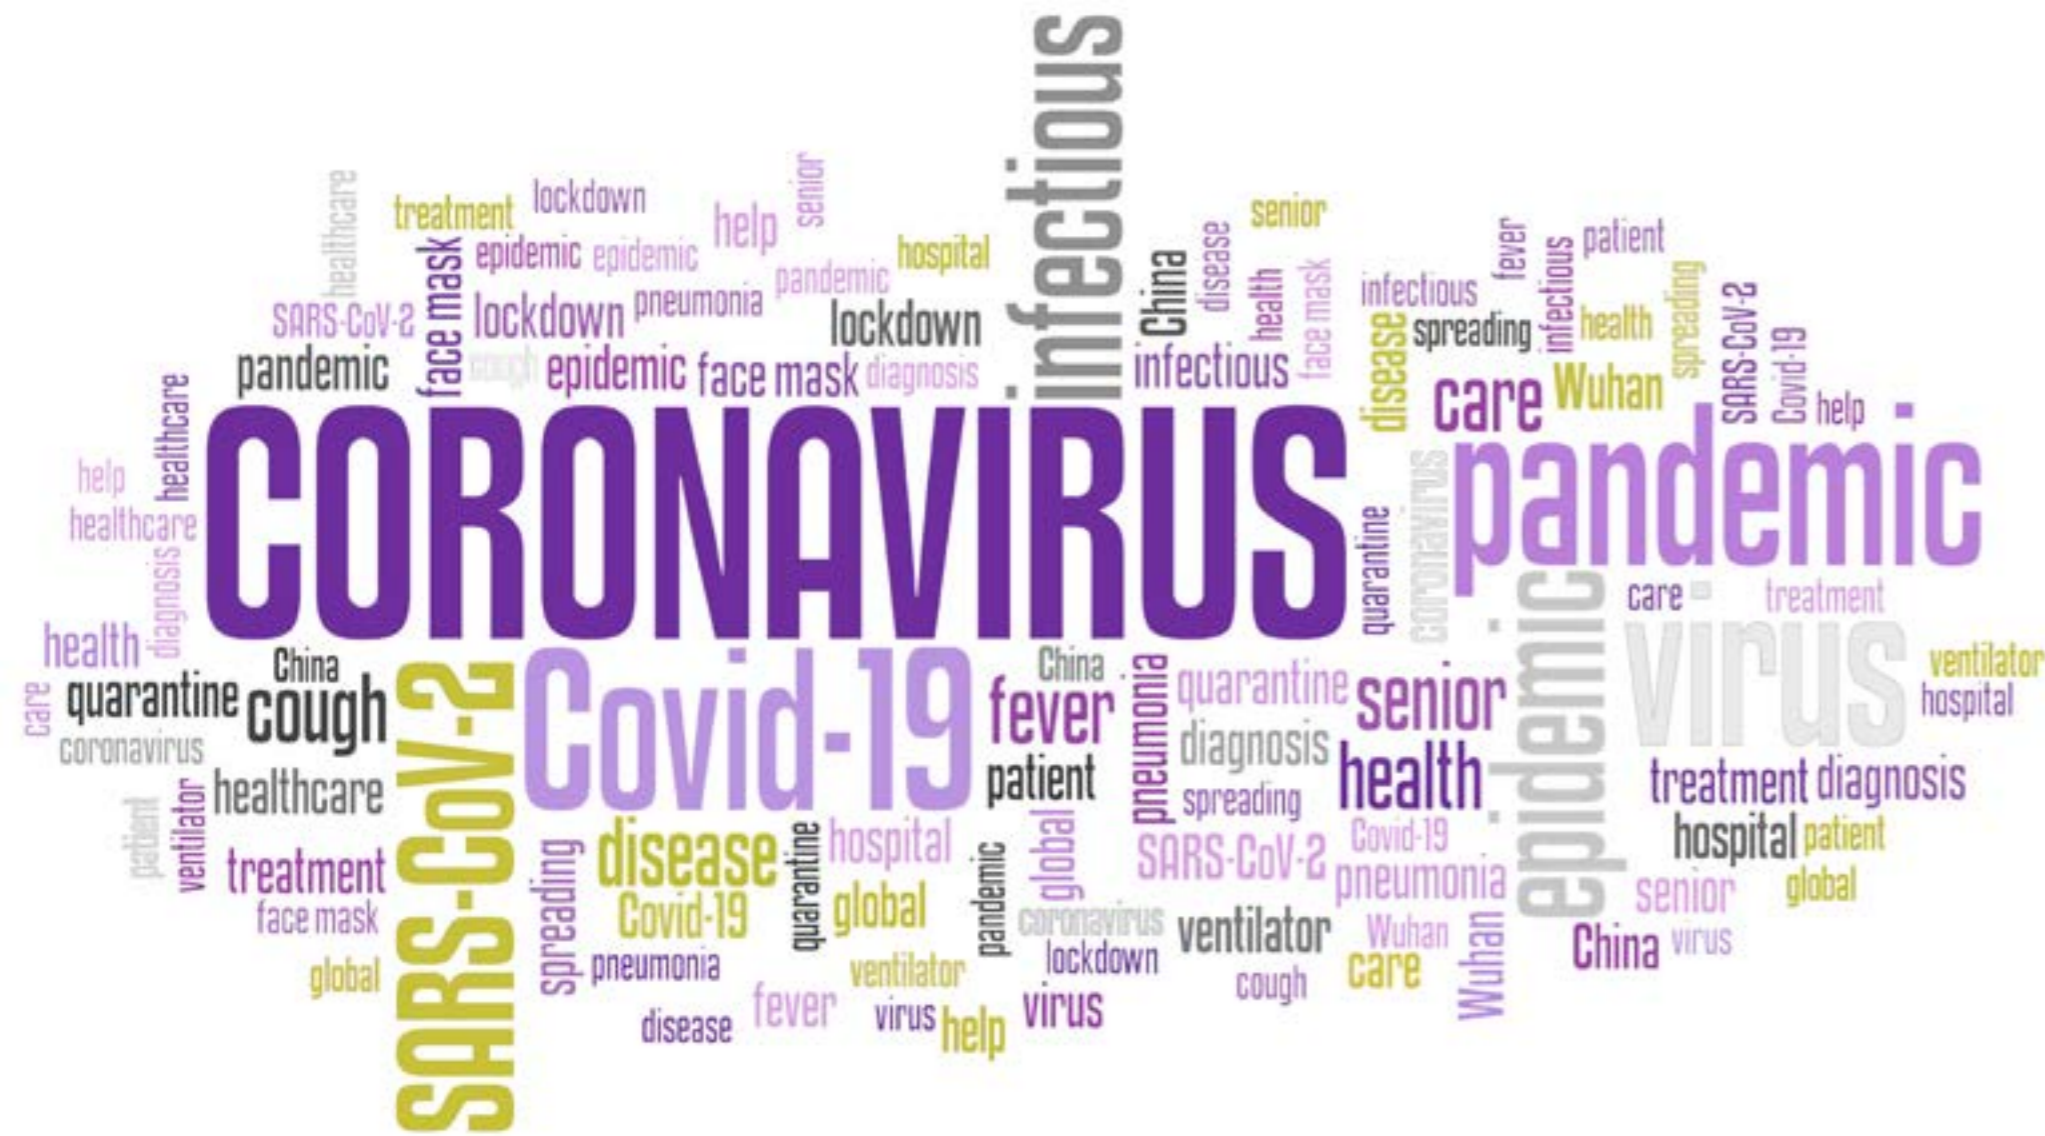 infectious
healthcare
treatment
lockdown
help
senior
senior
face mask
epidemic
epidemic
hospital
China
disease
fever
patient
SARS-CoV-2
lockdown
pneumonia
pandemic
lockdown
health
face mask
infectious
infectious
health
spreading
SARS-CoV-2
pandemic
cough
epidemic
face mask
diagnosis
infectious
disease
spreading
care
Wuhan
Covid-19
help
healthcare
CORONAVIRUS
pandemic
help
healthcare
diagnosis
quarantine
coronavirus
care
treatment
health
China
SARS-CoV-2
Covid-19
China
pneumonia
quarantine
senior
epidemic
virus
ventilator
care
quarantine
cough
fever
hospital
coronavirus
diagnosis
health
treatment
diagnosis
patient
ventilator
healthcare
patient
spreading
treatment
spreading
disease
quarantine
hospital
pandemic
global
SARS-CoV-2
Covid-19
hospital
patient
face mask
Covid-19
global
coronavirus
ventilator
pneumonia
senior
global
global
pneumonia
ventilator
lockdown
cough
Wuhan
care
Wuhan
China
virus
disease
fever
virus
help
virus